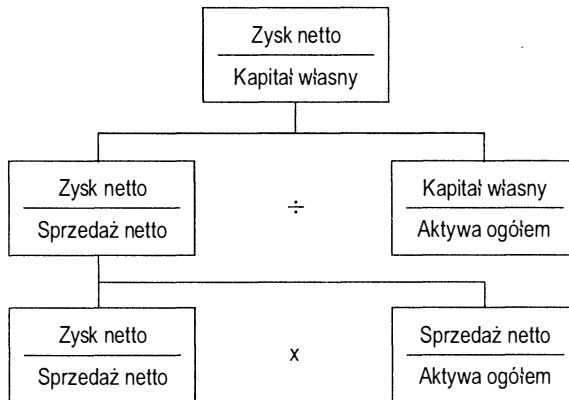 Zysk netto
Kapitał własny
Zysk netto
Sprzedaż netto
÷
Kapitał własny
Aktywa ogółem
Zysk netto
Sprzedaż netto
x
Sprzedaż netto
Aktywa ogółem